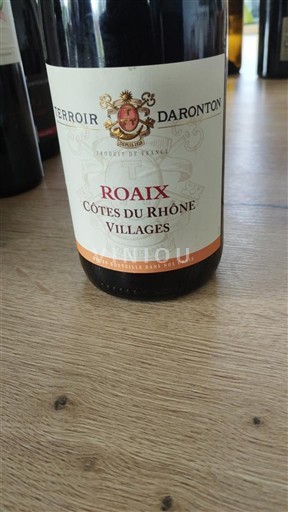 TERROIR DARONTON
PRODUIT DE FRANCE
ROAIX
CÔTES DU RHÔNE
VILLAGES
VINIOU